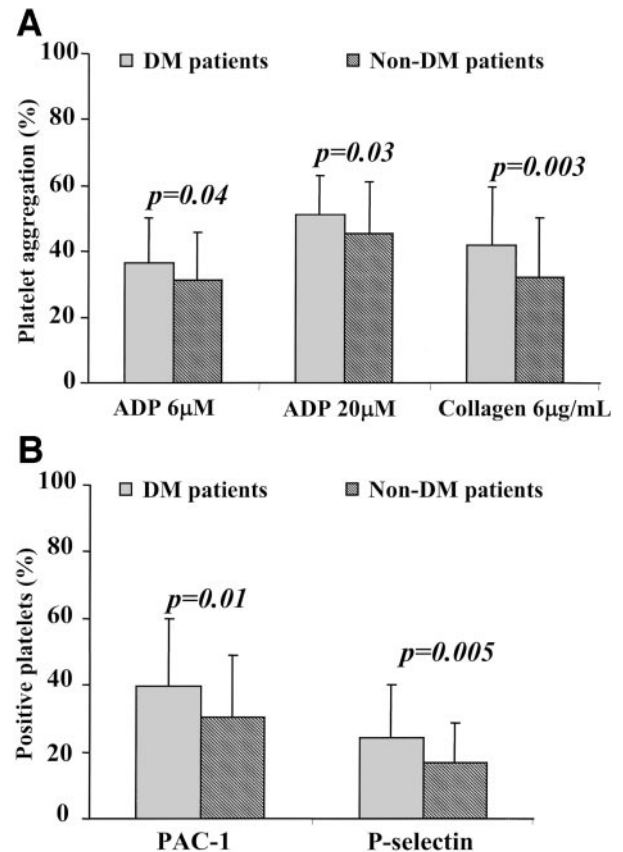 A
100
DM patients Non-DM patients
80
p=0.03
p=0.003
p=0.04
60
40
20
0
Platelet aggregation (%)
ADP 6μM ADP 20μM Collagen 6μg/mL
B
100
DM patients Non-DM patients
80
p=0.01
60
p=0.005
40
20
0
Positive platelets (%)
PAC-1 P-selectin